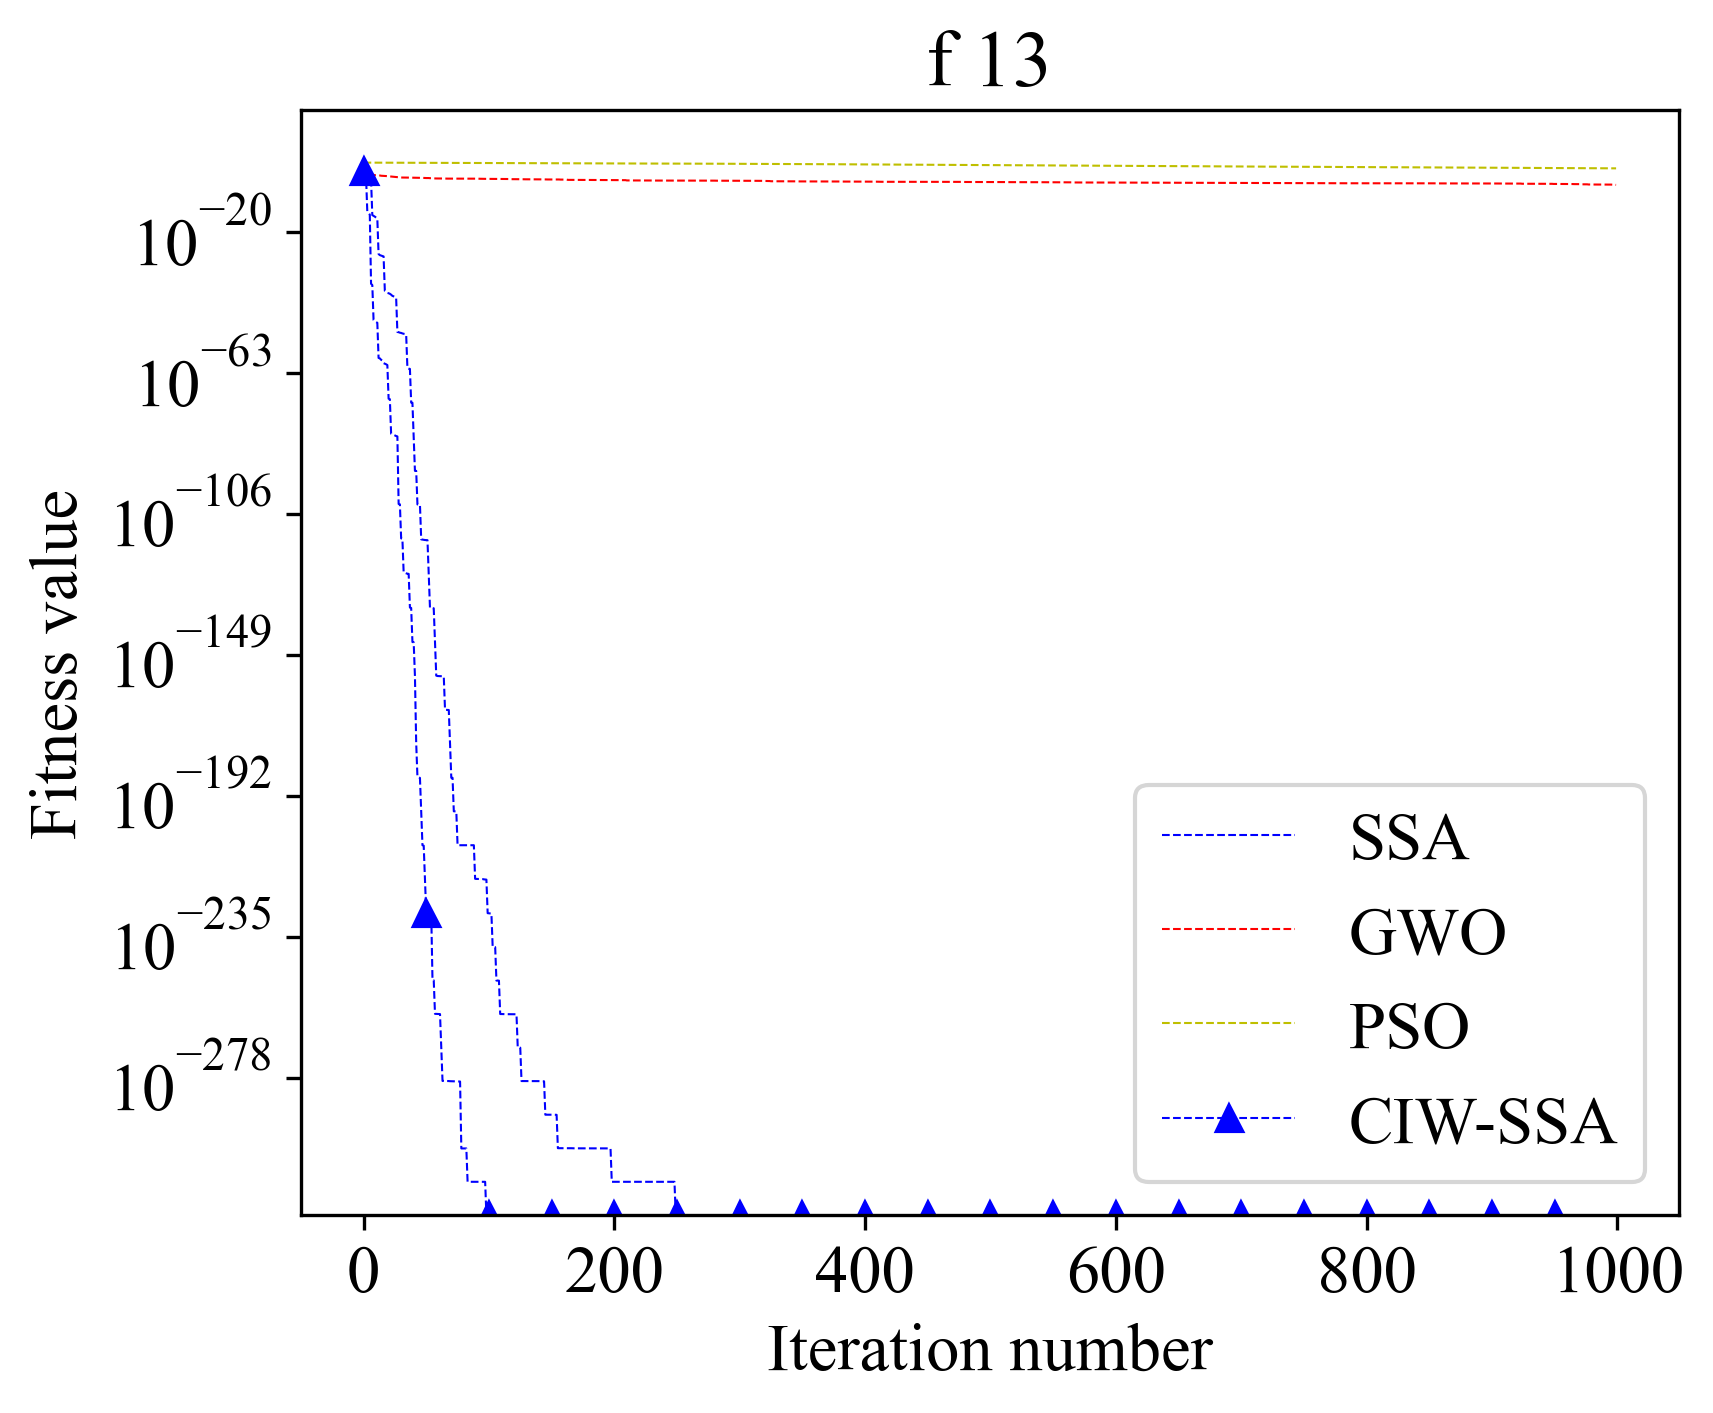 f 13
Fitness value
10^−20
10^−63
10^−106
10^−149
10^−192
10^−235
10^−278
SSA
GWO
PSO
CIW-SSA
0 200 400 600 800 1000
Iteration number